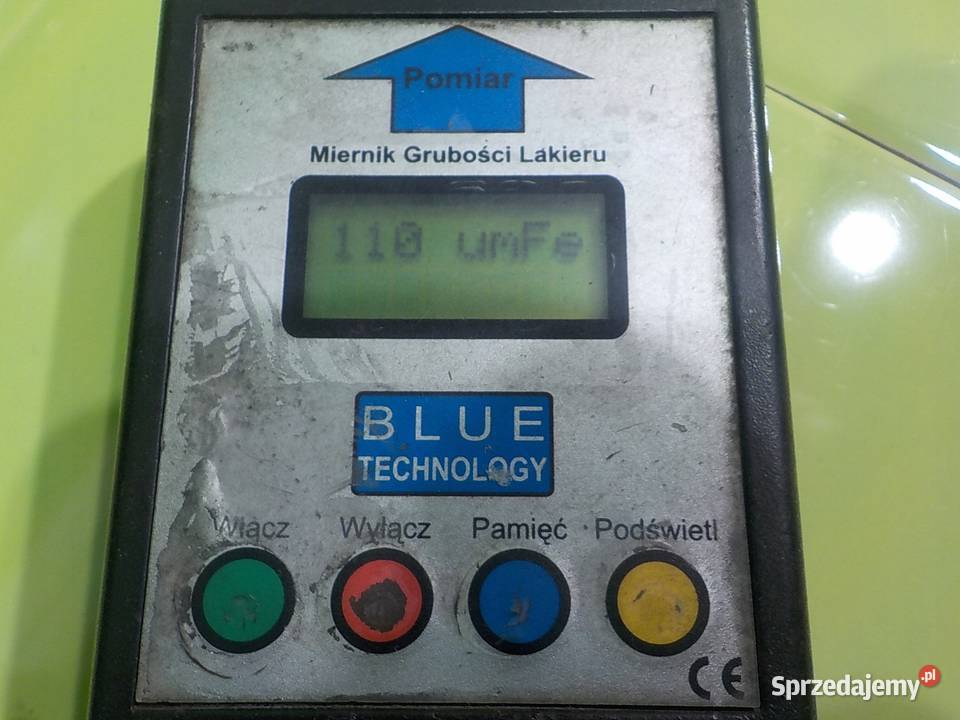 Pomiar
Miernik Grubości Lakieru
110 umFe
BLUE
TECHNOLOGY
Włącz Wyłącz Pamięć Podświetl
CE
Sprzedajemy.pl